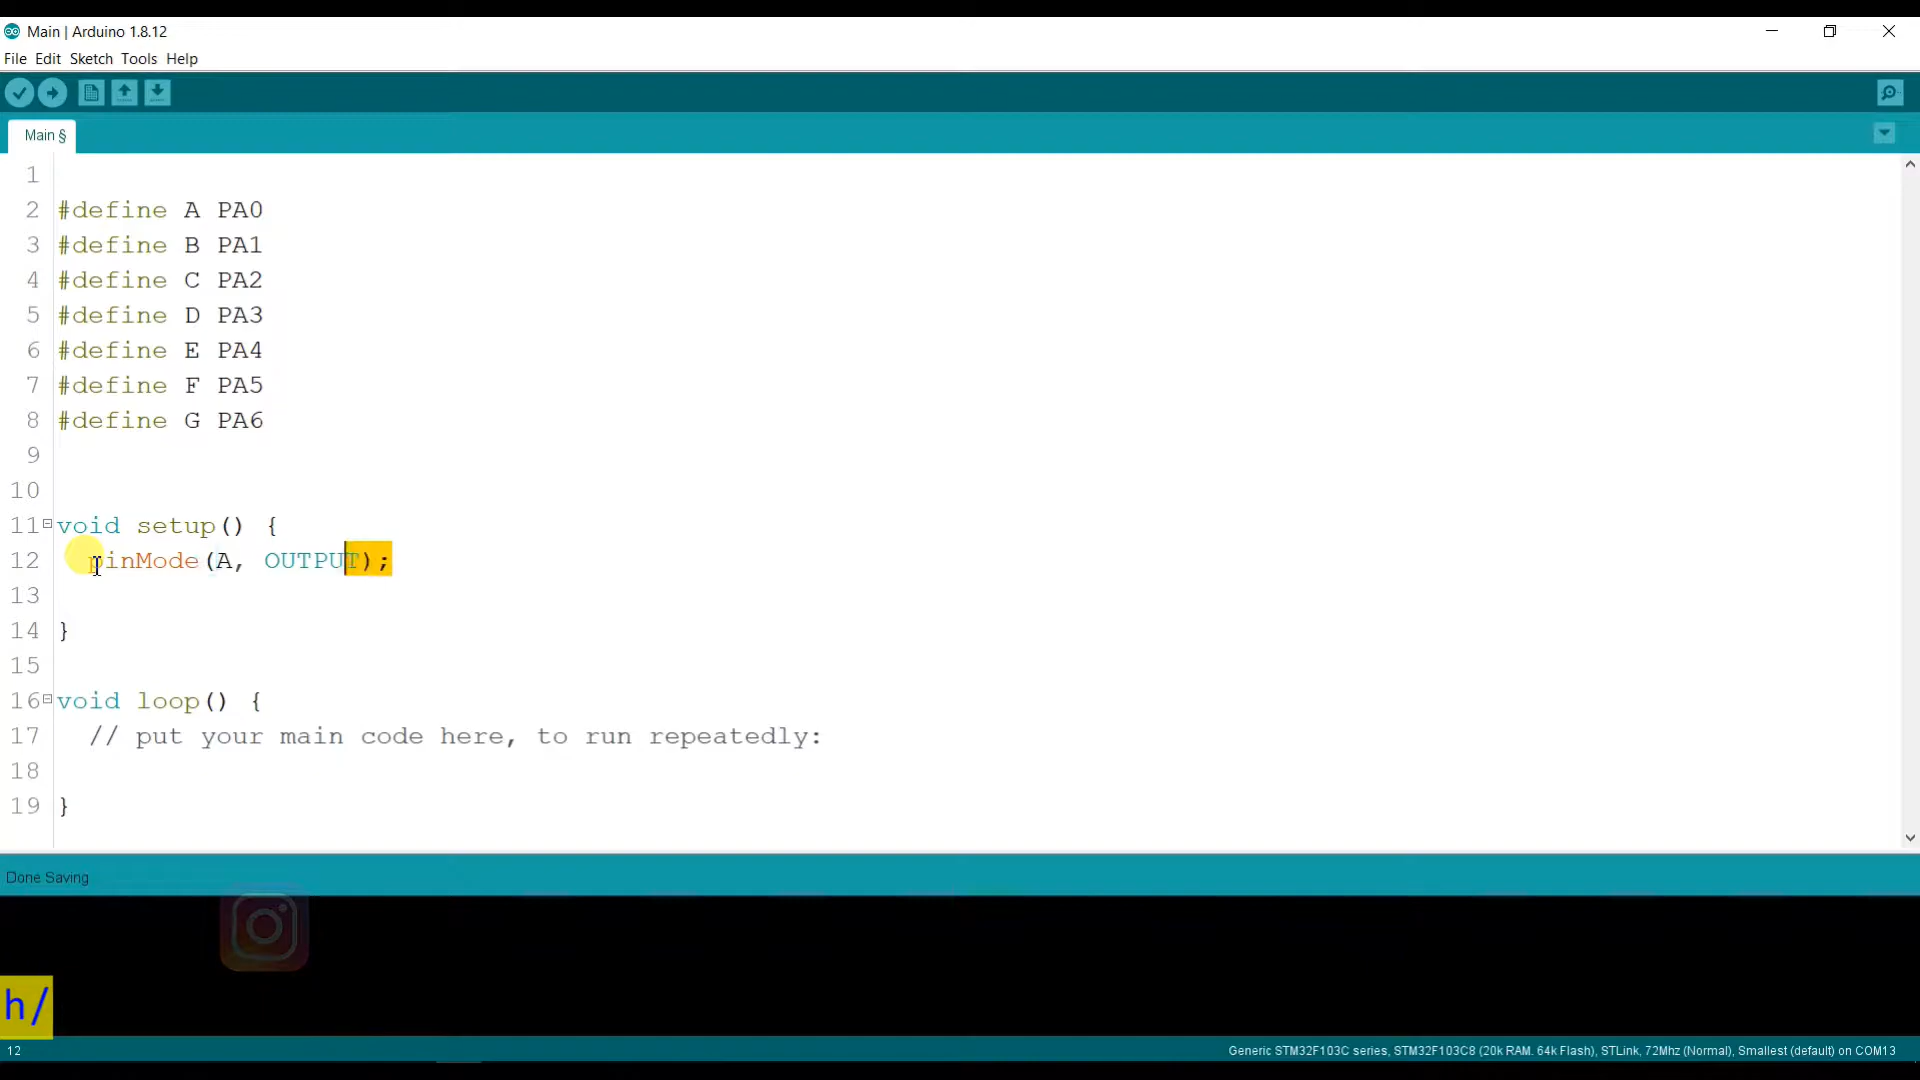 Main | Arduino 1.8.12
File Edit Sketch Tools Help
Main §
1
2 #define A PA0
3 #define B PA1
4 #define C PA2
5 #define D PA3
6 #define E PA4
7 #define F PA5
8 #define G PA6
9
10
11 void setup() {
12 pinMode(A, OUTPUT);
13
14 }
15
16 void loop() {
17 // put your main code here, to run repeatedly:
18
19 }
Done Saving
h/
12 Generic STM32F103C series, STM32F103C8 (20k RAM. 64k Flash), STLink, 72Mhz (Normal), Smallest (default) on COM13